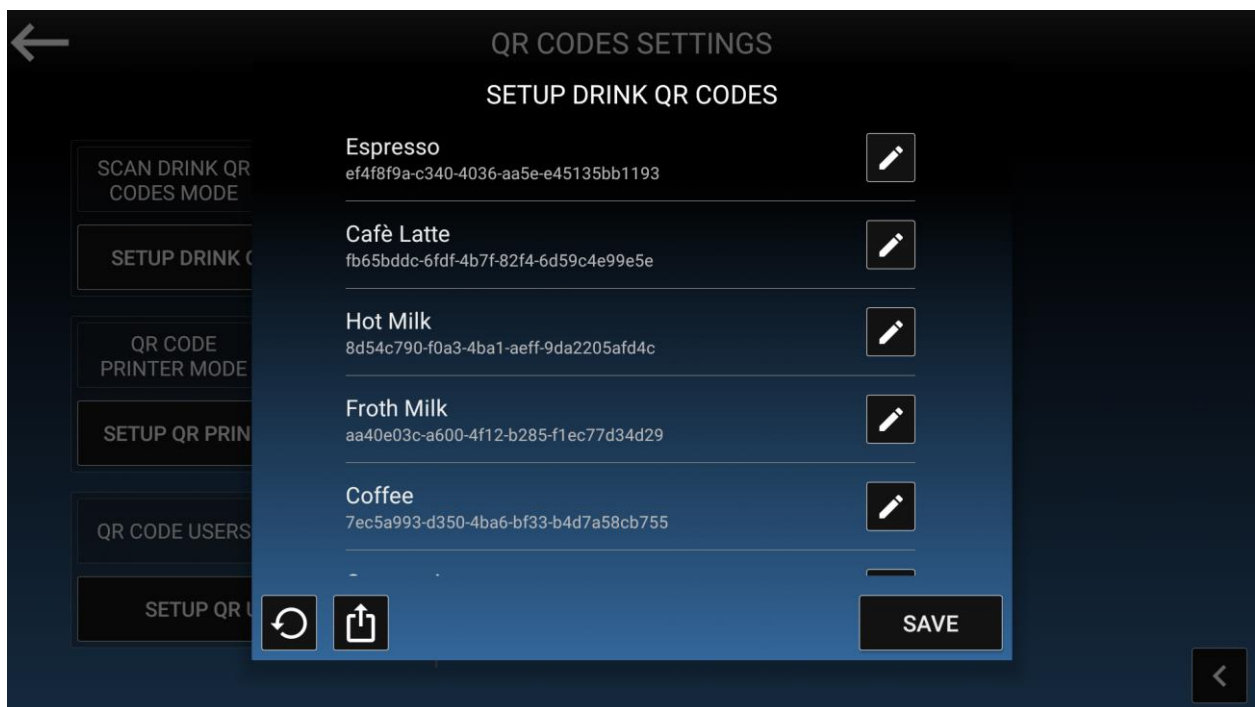 QR CODES SETTINGS
SETUP DRINK QR CODES
SCAN DRINK QR
CODES MODE
SETUP DRINK
QR CODE
PRINTER MODE
SETUP QR PRIN
QR CODE USERS
SETUP QR
Espresso
ef4f8f9a-c340-4036-aa5e-e45135bb1193
Cafè Latte
fb65bddc-6fdf-4b7f-82f4-6d59c4e99e5e
Hot Milk
8d54c790-f0a3-4ba1-aeff-9da2205afd4c
Froth Milk
aa40e03c-a600-4f12-b285-f1ec77d34d29
Coffee
7ec5a993-d350-4ba6-bf33-b4d7a58cb755
SAVE